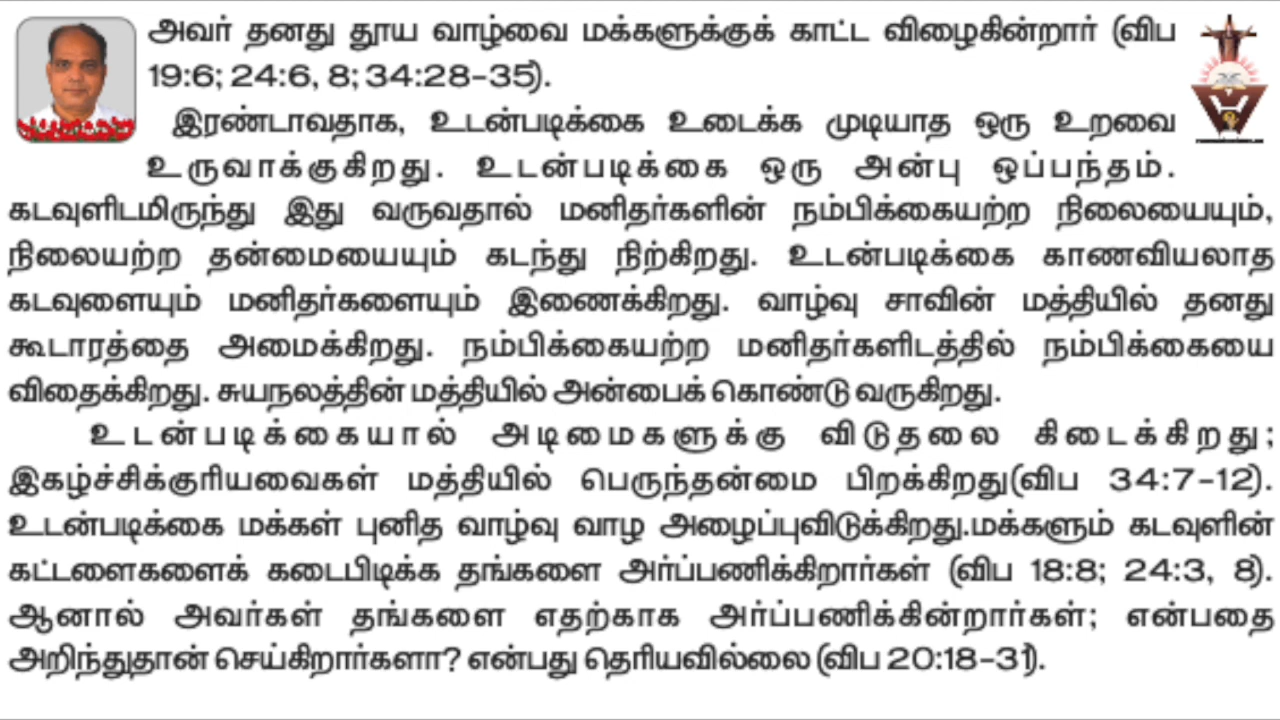 அவர் தனது தூய வாழ்வை மக்களுக்குக் காட்ட விழைகின்றார் (விப
19:6; 24:6, 8; 34:28-35).
இரண்டாவதாக, உடன்படிக்கை உடைக்க முடியாத ஒரு உறவை
உருவாக்குகிறது. உடன்படிக்கை ஒரு அன்பு ஒப்பந்தம்.
கடவுளிடமிருந்து இது வருவதால் மனிதர்களின் நம்பிக்கையற்ற நிலையையும்,
நிலையற்ற தன்மையையும் கடந்து நிற்கிறது. உடன்படிக்கை காணவியலாத
கடவுளையும் மனிதர்களையும் இணைக்கிறது. வாழ்வு சாவின் மத்தியில் தனது
கூடாரத்தை அமைக்கிறது. நம்பிக்கையற்ற மனிதர்களிடத்தில் நம்பிக்கையை
விதைக்கிறது. சுயநலத்தின் மத்தியில் அன்பைக் கொண்டு வருகிறது.
உடன்படிக்கையால் அடிமைகளுக்கு விடுதலை கிடைக்கிறது;
இகழ்ச்சிக்குரியவைகள் மத்தியில் பெருந்தன்மை பிறக்கிறது(விப 34:7-12).
உடன்படிக்கை மக்கள் புனித வாழ்வு வாழ அழைப்புவிடுக்கிறது.மக்களும் கடவுளின்
கட்டளைகளைக் கடைபிடிக்க தங்களை அர்ப்பணிக்கிறார்கள் (விப 18:8; 24:3, 8).
ஆனால் அவர்கள் தங்களை எதற்காக அர்ப்பணிக்கின்றார்கள்; என்பதை
அறிந்துதான் செய்கிறார்களா? என்பது தெரியவில்லை (விப 20:18-31).